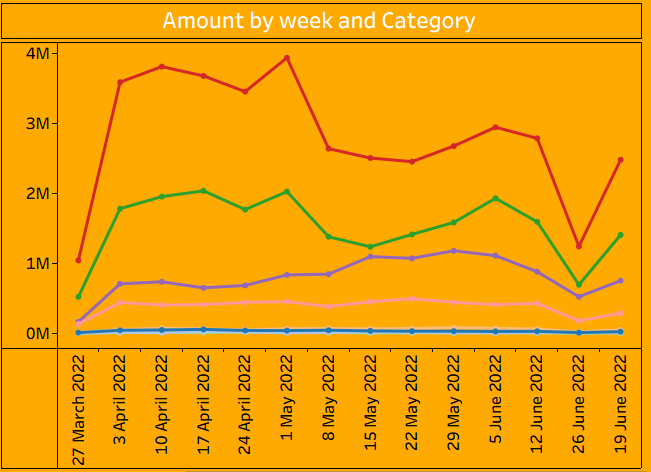 Amount by week and Category
4M
3M
2M
1M
0M
27 March 2022
3 April 2022
10 April 2022
17 April 2022
24 April 2022
1 May 2022
8 May 2022
15 May 2022
22 May 2022
29 May 2022
5 June 2022
12 June 2022
26 June 2022
19 June 2022